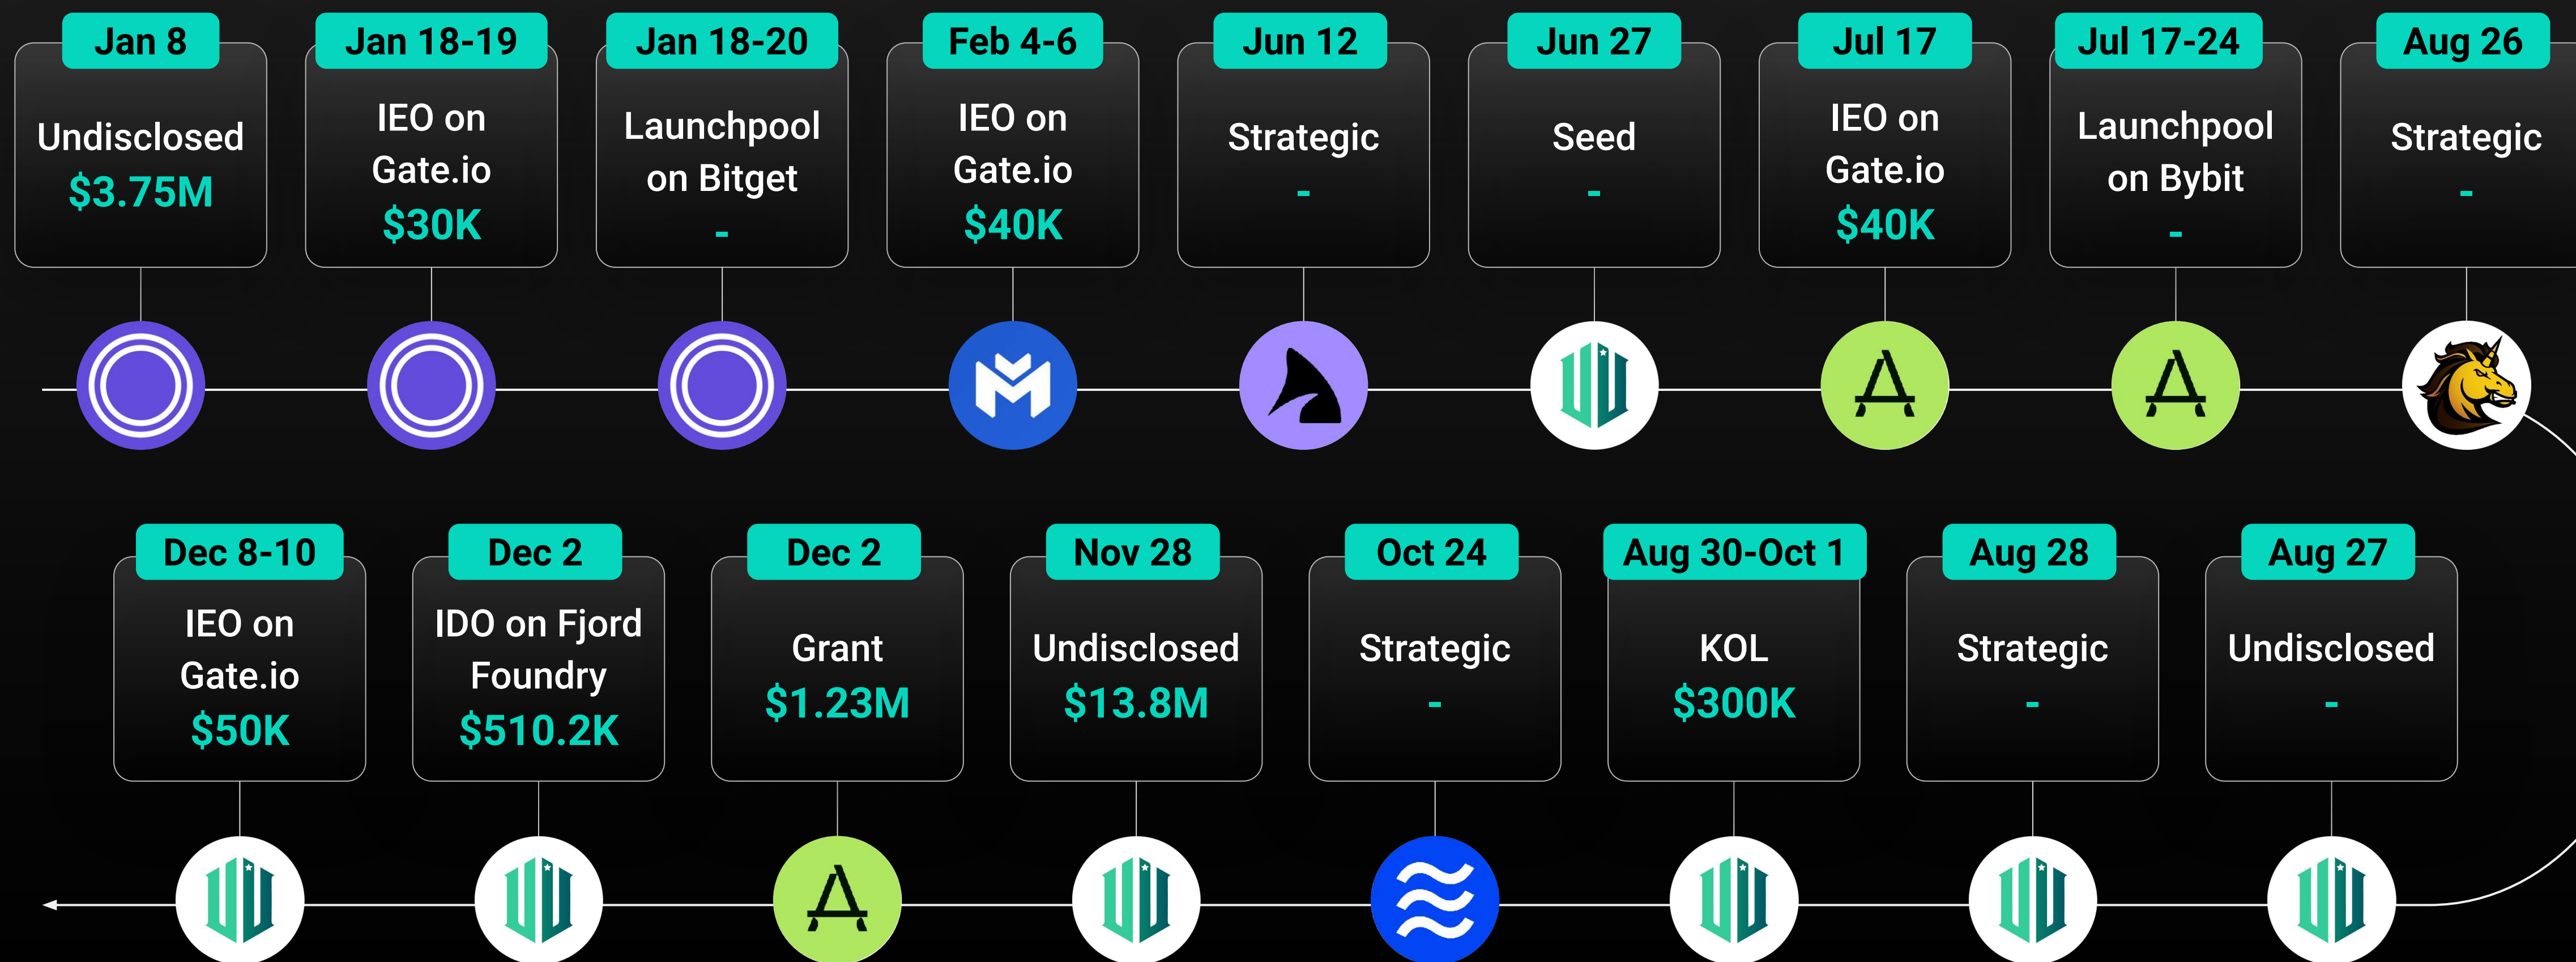 Jan 8
Undisclosed
$3.75M
Jan 18-19
IEO on
Gate.io
$30K
Jan 18-20
Launchpool
on Bitget
-
Feb 4-6
IEO on
Gate.io
$40K
Jun 12
Strategic
-
Jun 27
Seed
-
Jul 17
IEO on
Gate.io
$40K
Jul 17-24
Launchpool
on Bybit
-
Aug 26
Strategic
-
Dec 8-10
IEO on
Gate.io
$50K
Dec 2
IDO on Fjord
Foundry
$510.2K
Dec 2
Grant
$1.23M
Nov 28
Undisclosed
$13.8M
Oct 24
Strategic
-
Aug 30-Oct 1
KOL
$300K
Aug 28
Strategic
-
Aug 27
Undisclosed
-